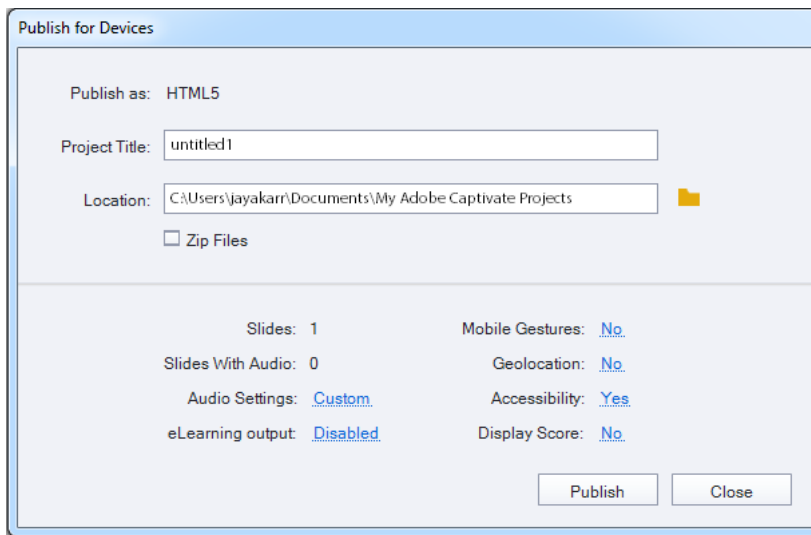 Publish for Devices
Publish as: HTML5
Project Title: untitled1
Location: C:\Users\jayakarr\Documents\My Adobe Captivate Projects
Zip Files
Slides: 1 Mobile Gestures: No
Slides With Audio: 0 Geolocation: No
Audio Settings: Custom Accessibility: Yes
eLearning output: Disabled Display Score: No
Publish Close